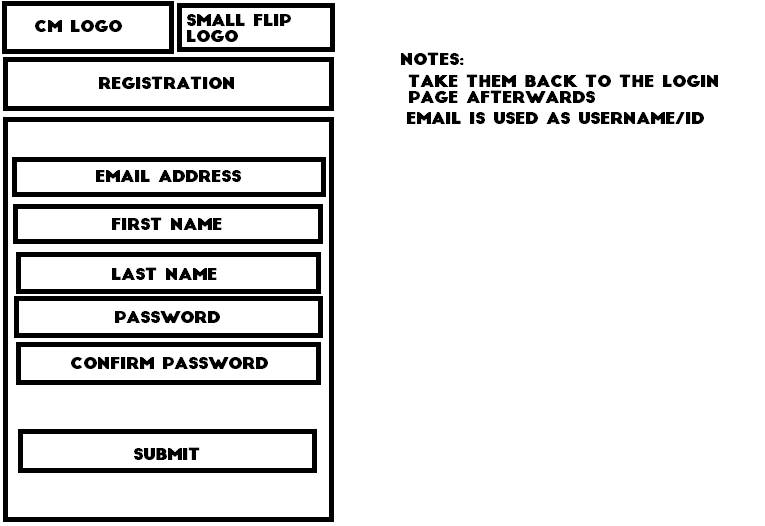 CM LOGO
SMALL FLIP
LOGO
REGISTRATION
EMAIL ADDRESS
FIRST NAME
LAST NAME
PASSWORD
CONFIRM PASSWORD
SUBMIT
NOTES:
TAKE THEM BACK TO THE LOGIN
PAGE AFTERWARDS
EMAIL IS USED AS USERNAME/ID